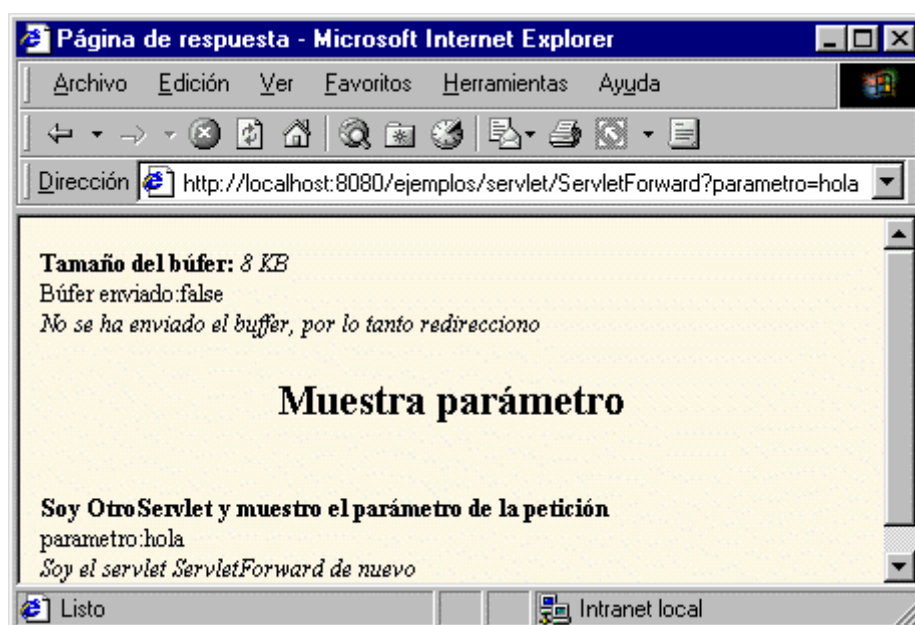 Página de respuesta - Microsoft Internet Explorer
Archivo Edición Ver Favoritos Herramientas Ayuda
Dirección http://localhost:8080/ejemplos/servlet/ServletForward?parametro=hola
Tamaño del búfer: 8 KB
Búfer enviado:false
No se ha enviado el buffer, por lo tanto redirecciono
Muestra parámetro
Soy OtroServlet y muestro el parámetro de la petición
parametro:hola
Soy el servlet ServletForward de nuevo
Listo Intranet local